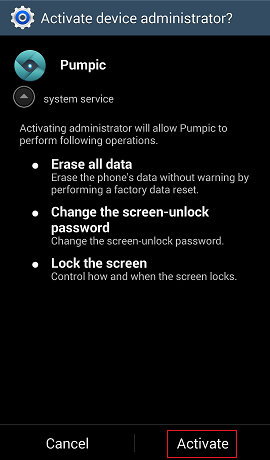 Activate device administrator?
Pumpic
system service
Activating administrator will allow Pumpic to
perform following operations.
Erase all data
Erase the phone's data without warning by
performing a factory data reset.
Change the screen-unlock
password
Change the screen-unlock password.
Lock the screen
Control how and when the screen locks.
Cancel
Activate